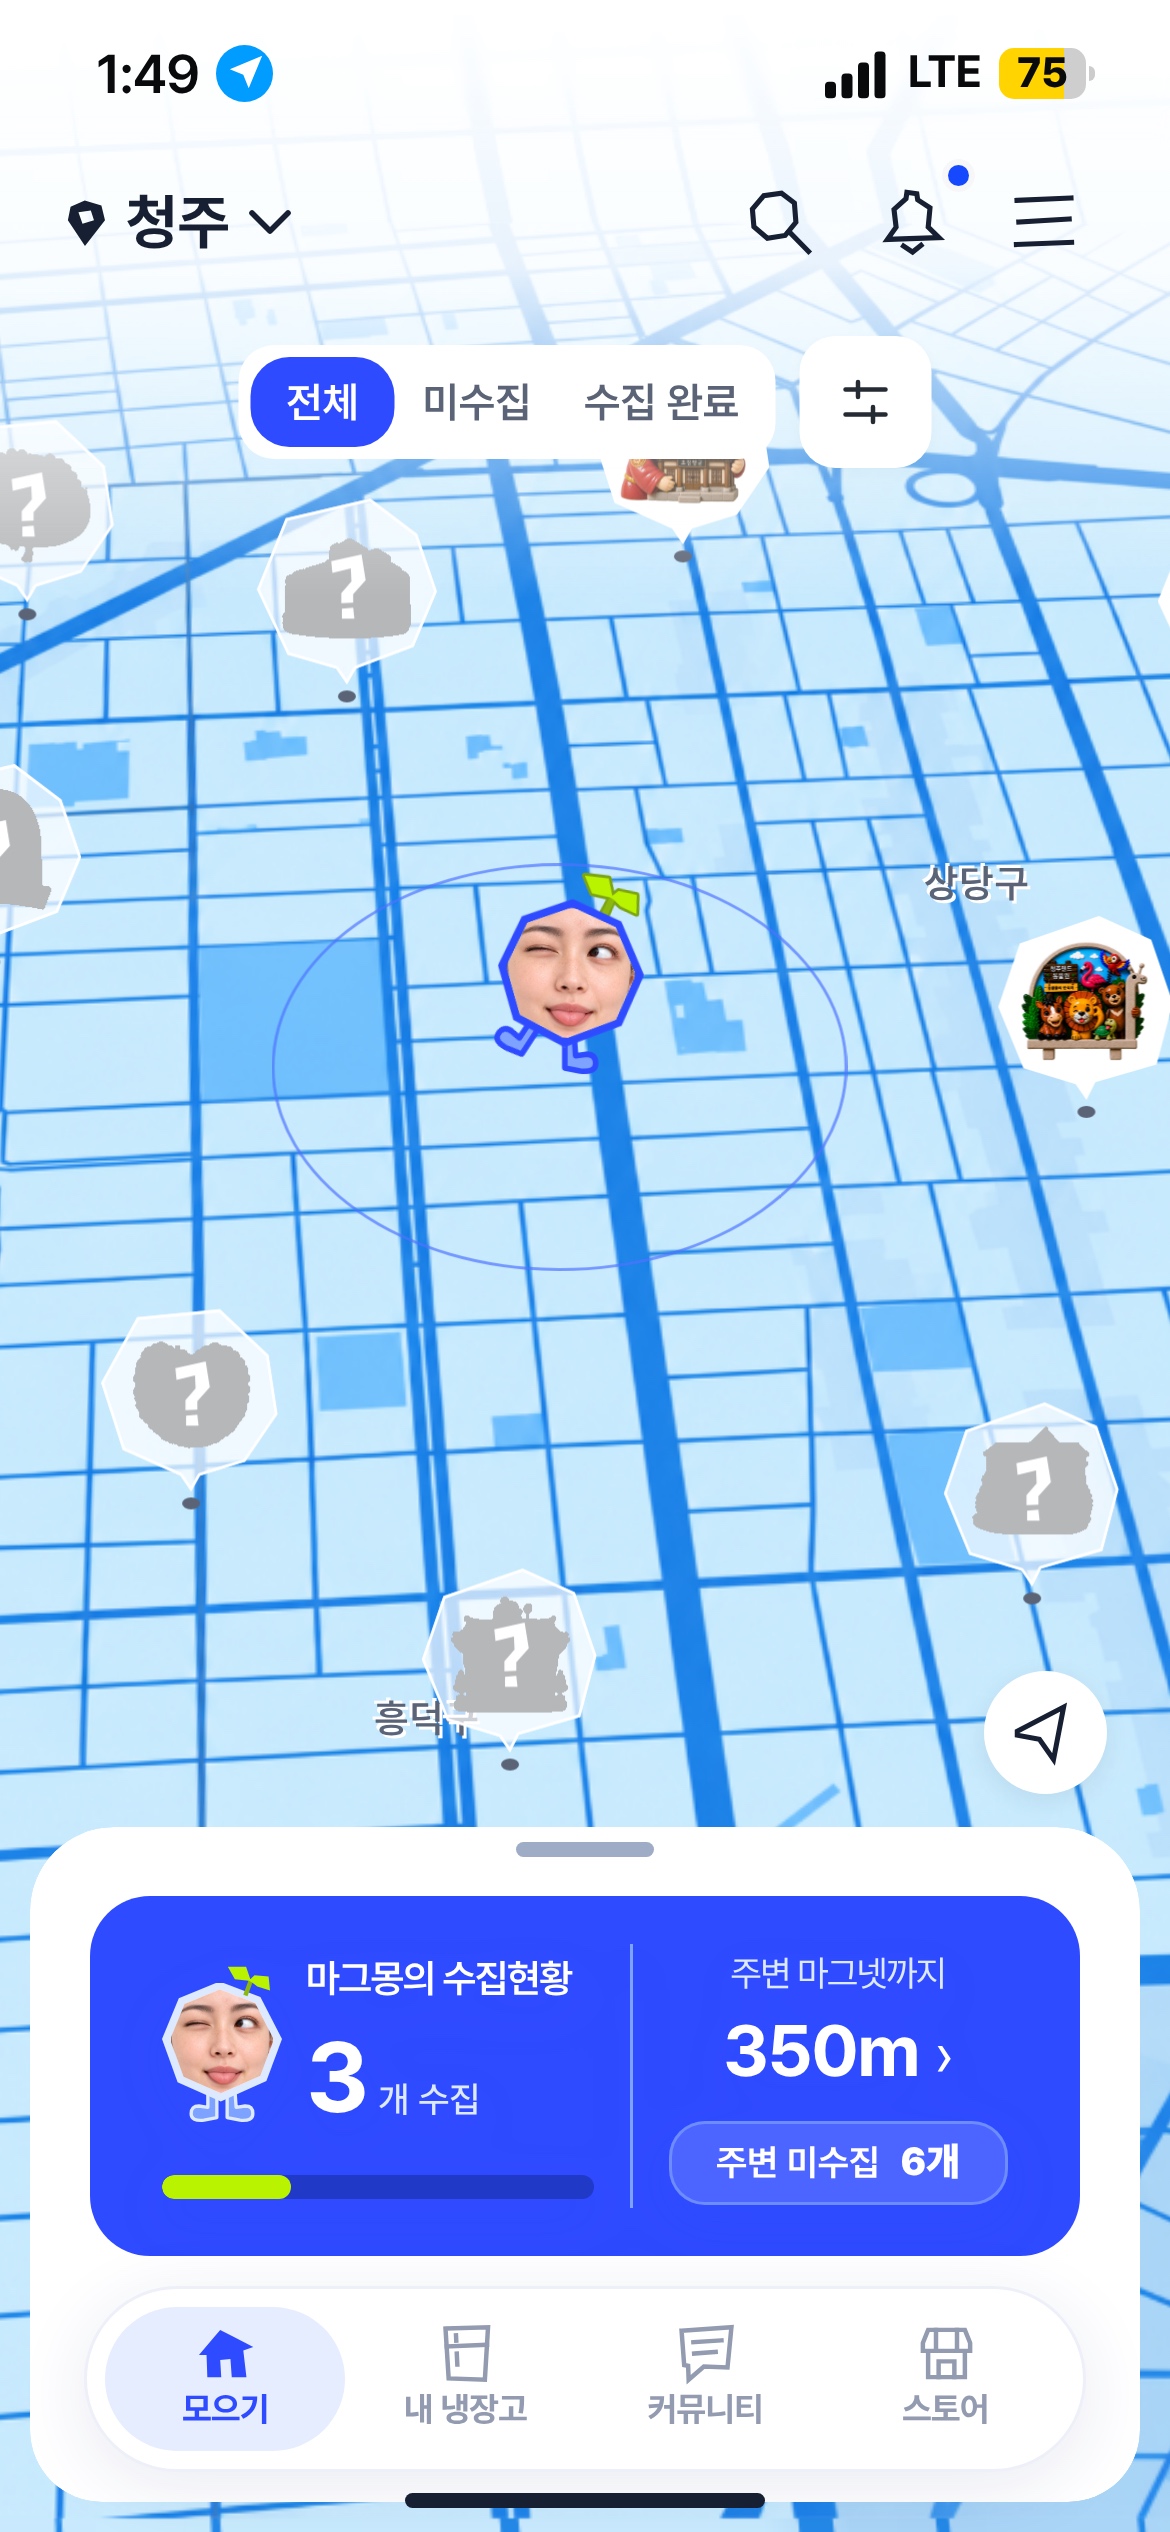 1:49
LTE 75
청주
전체 미수집 수집 완료
?
?
?
상당구
?
?
?
흥덕구
마그몽의 수집현황
3 개 수집
주변 마그넷까지
350m ›
주변 미수집 6개
모으기 내 냉장고 커뮤니티 스토어